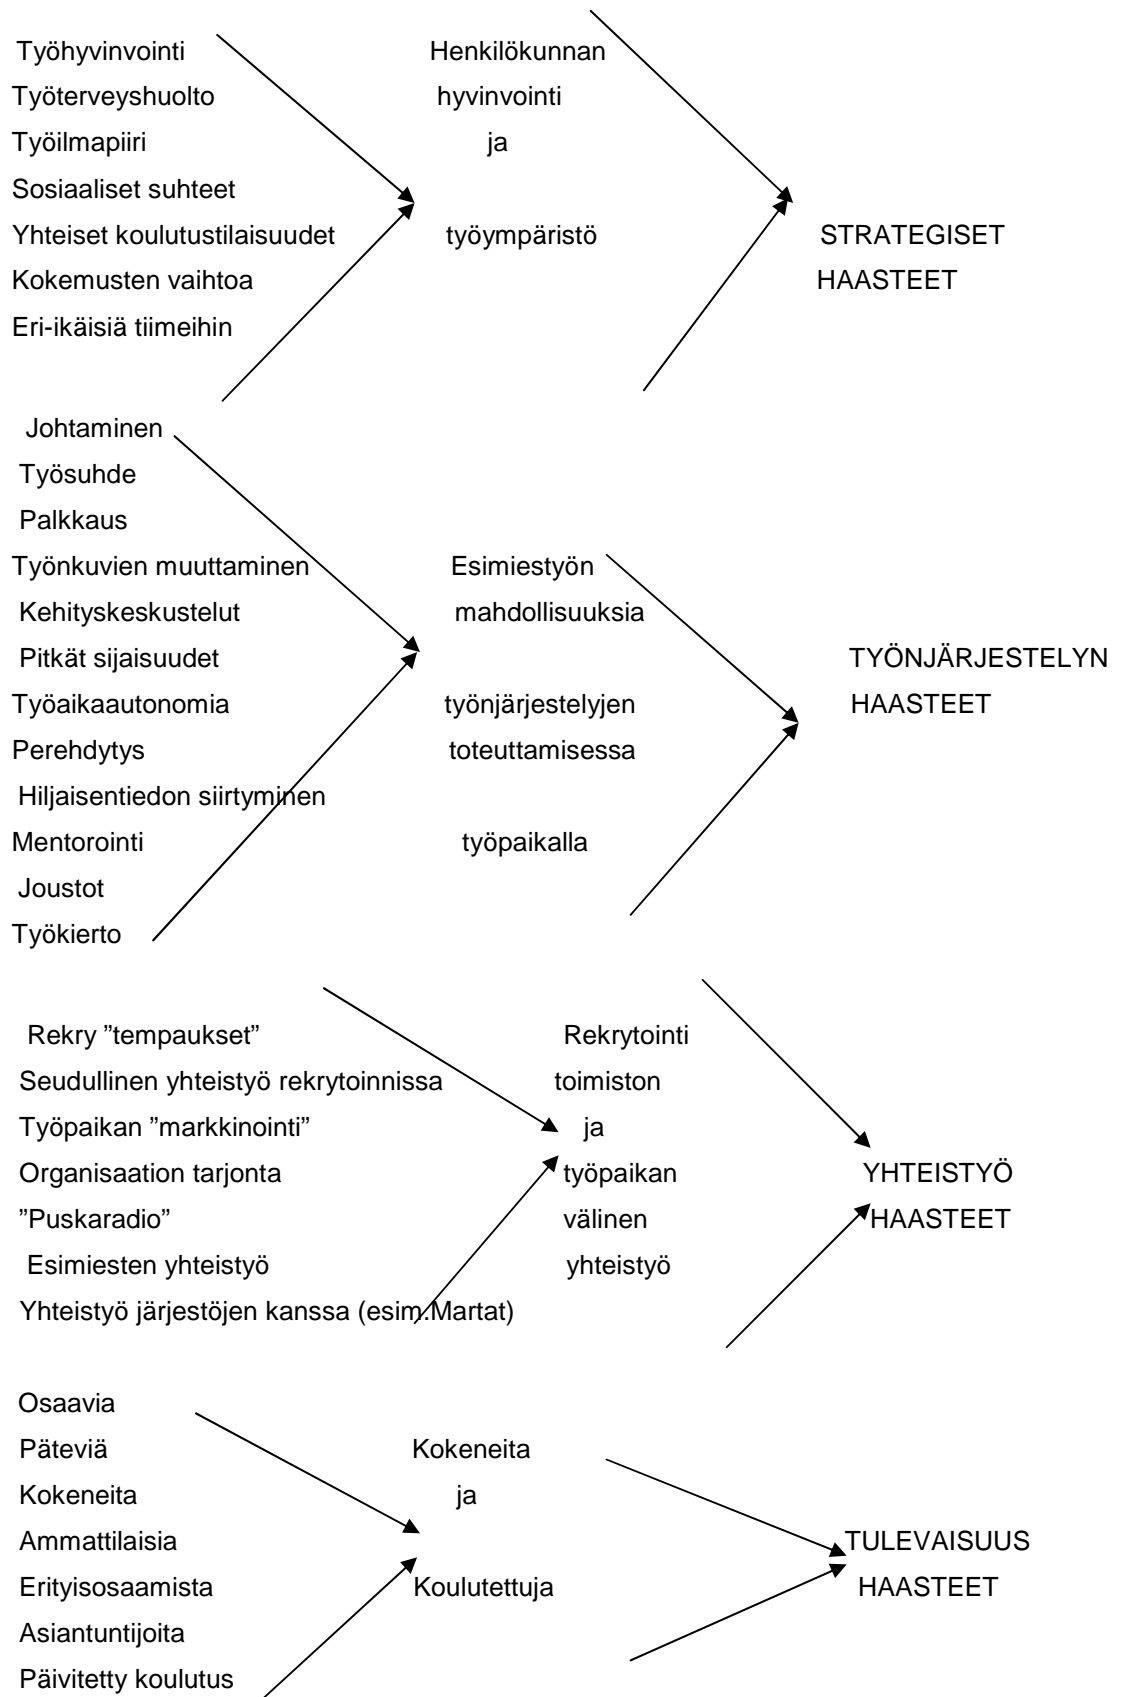 Työhyvinvointi Henkilökunnan
Työterveyshuolto hyvinvointi
Työilmapiiri ja
Sosiaaliset suhteet
Yhteiset koulutustilaisuudet työympäristö STRATEGISET
Kokemusten vaihtoa HAASTEET
Eri-ikäisiä tiimeihin
Johtaminen
Työsuhde
Palkkaus
Työnkuvien muuttaminen Esimiestyön
Kehityskeskustelut mahdollisuuksia
Pitkät sijaisuudet TYÖNJÄRJESTELYN
Työaikaautonomia työnjärjestelyjen HAASTEET
Perehdytys toteuttamisessa
Hiljaisentiedon siirtyminen
Mentorointi työpaikalla
Joustot
Työkierto
Rekry ”tempaukset” Rekrytointi
Seudullinen yhteistyö rekrytoinnissa toimiston
Työpaikan ”markkinointi” ja
Organisaation tarjonta työpaikan YHTEISTYÖ
”Puskaradio” välinen HAASTEET
Esimiesten yhteistyö yhteistyö
Yhteistyö järjestöjen kanssa (esim.Martat)
Osaavia
Päteviä Kokeneita
Kokeneita ja
Ammattilaisia TULEVAISUUS
Erityisosaamista Koulutettuja HAASTEET
Asiantuntijoita
Päivitetty koulutus